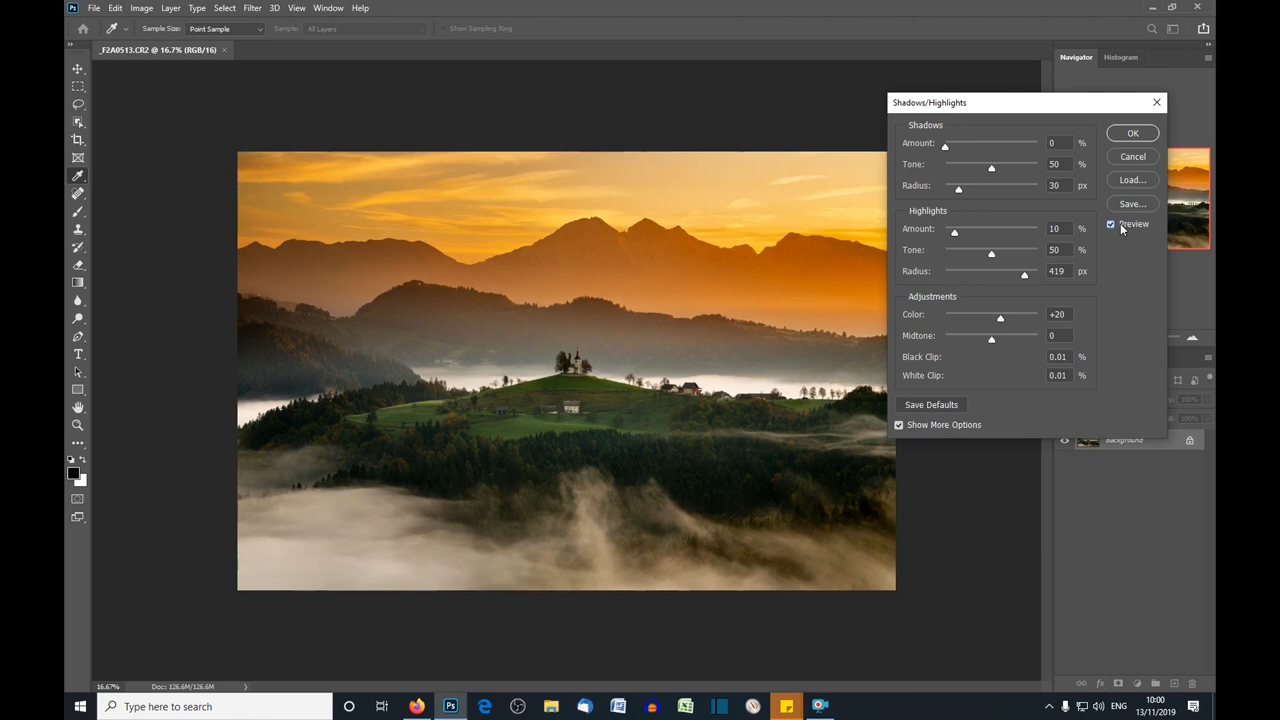 Ps File Edit Image Layer Type Select Filter 3D View Window Help
Sample Size: Point Sample Sample: All Layers Show Sampling Ring
_F2A0513.CR2 @ 16.7% (RGB/16) ×
Navigator Histogram
Shadows/Highlights
Shadows
Amount: 0 %
Tone: 50 %
Radius: 30 px
Highlights
Amount: 10 %
Tone: 50 %
Radius: 419 px
Adjustments
Color: +20
Midtone: 0
Black Clip: 0.01 %
White Clip: 0.01 %
Save Defaults
Show More Options
OK
Cancel
Load...
Save...
Preview
100%
100%
Background
16.67% Doc: 126.6M/126.6M
Type here to search
ENG
10:00
13/11/2019